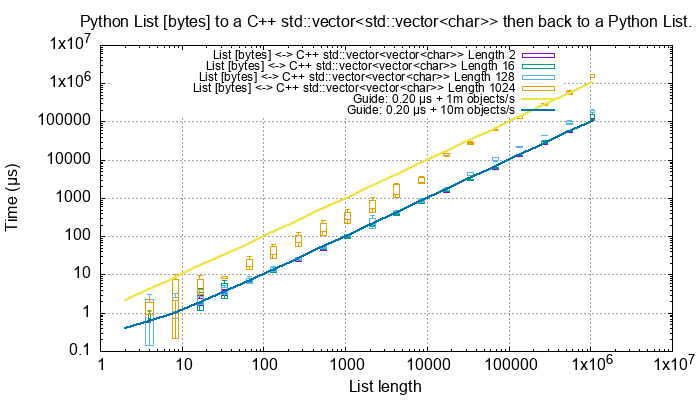 Python List [bytes] to a C++ std::vector<std::vector<char>> then back to a Python List.
List [bytes] <-> C++ std::vector<vector<char>> Length 2
List [bytes] <-> C++ std::vector<vector<char>> Length 16
List [bytes] <-> C++ std::vector<vector<char>> Length 128
List [bytes] <-> C++ std::vector<vector<char>> Length 1024
Guide: 0.20 µs + 1m objects/s
Guide: 0.20 µs + 10m objects/s
Time (µs)
1x10^7
1x10^6
100000
10000
1000
100
10
1
0.1
1 10 100 1000 10000 100000 1x10^6 1x10^7
List length